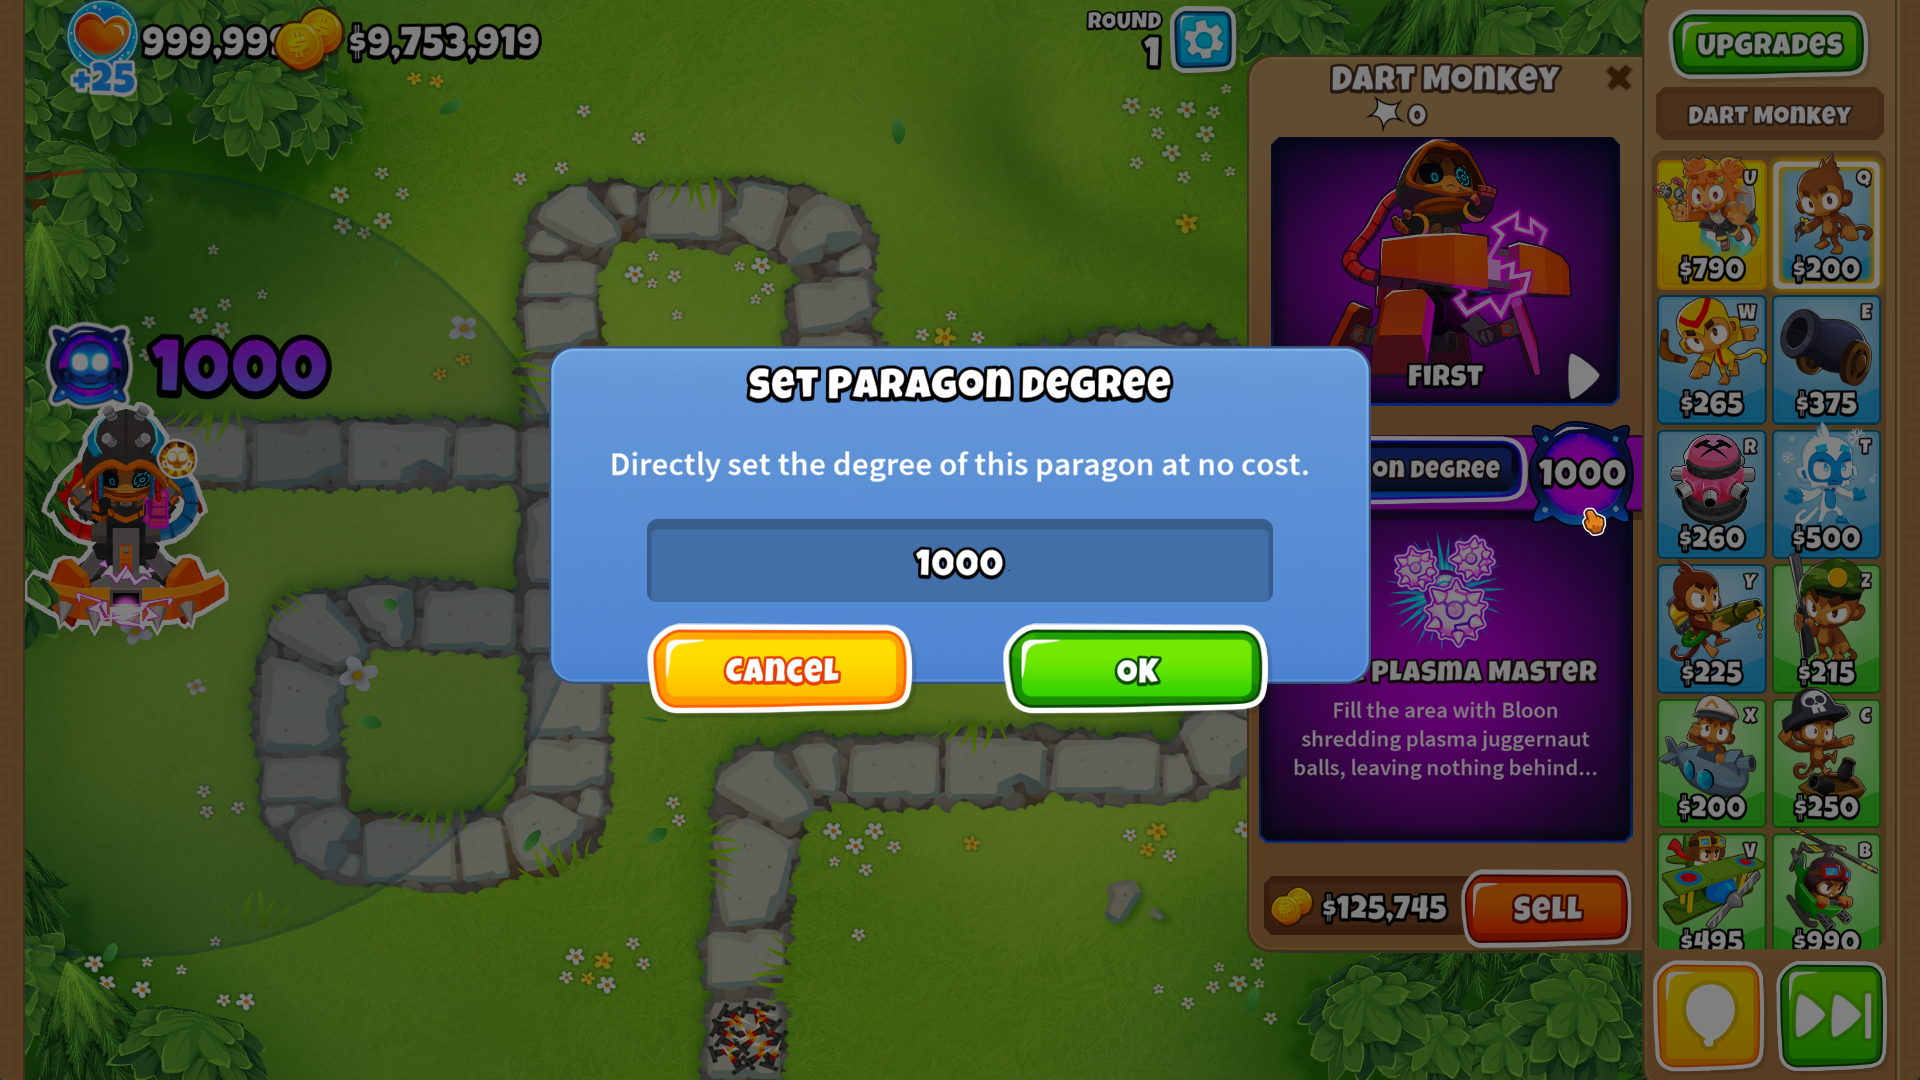 999,999
+25
$9,753,919
ROUND
1
1000
SET PARAGON DEGREE
Directly set the degree of this paragon at no cost.
1000
CANCEL
OK
DART MONKEY
0
FIRST
ON DEGREE
1000
PLASMA MASTER
Fill the area with Bloon
shredding plasma juggernaut
balls, leaving nothing behind...
$125,745
SELL
UPGRADES
DART MONKEY
U
$790
Q
$200
W
$265
E
$375
R
$260
T
$500
Y
$225
Z
$215
X
$200
C
$250
V
$495
B
$990